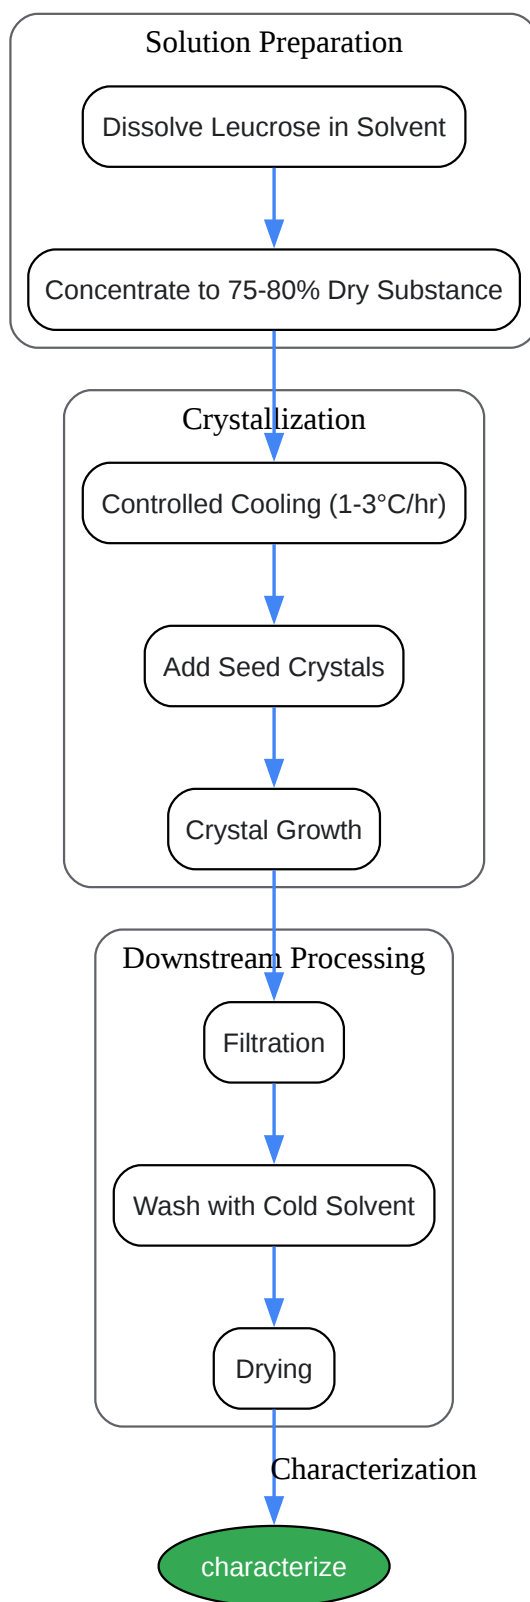 Solution Preparation
Dissolve Leucrose in Solvent
Concentrate to 75-80% Dry Substance
Crystallization
Controlled Cooling (1-3°C/hr)
Add Seed Crystals
Crystal Growth
Downstream Processing
Filtration
Wash with Cold Solvent
Drying
Characterization
characterize